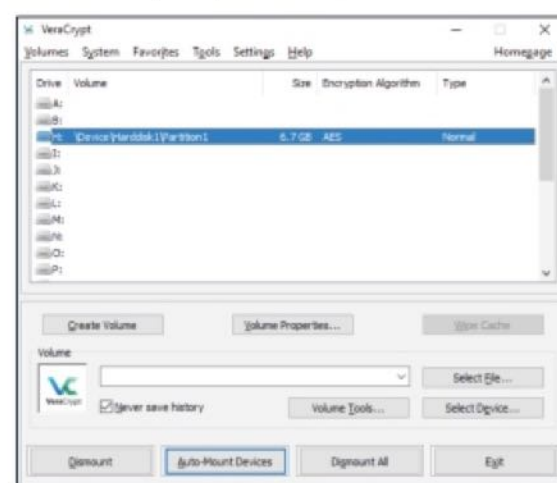 VeraCrypt
Volumes System Favorites Tools Settings Help Homepage
Drive Volume Size Encryption Algorithm Type
A:
B:
H: \Device\Harddisk1\Partition1 6.7 GB AES Normal
I:
J:
K:
L:
M:
N:
O:
P:
Create Volume Volume Properties... Wipe Cache
Volume
Select File...
VeraCrypt Never save history Volume Tools... Select Device...
Dismount Auto-Mount Devices Dismount All Exit